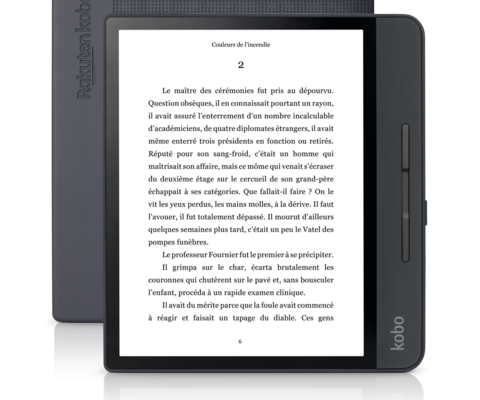 Rakuten kobo
Couleurs de l'incendie
2
Le maître des cérémonies fut pris au dépourvu.
Question obsèques, il en connaissait pourtant un rayon,
il avait assuré l'enterrement d'un nombre incalculable
d'académiciens, de quatre diplomates étrangers, il avait
même enterré trois présidents en fonction ou retirés.
Réputé pour son sang-froid, c'était un homme qui
maîtrisait son affaire, mais ce môme qui venait s'écraser
du deuxième étage sur le cercueil de son grand-père
échappait à ses catégories. Que fallait-il faire ? On le
vit les yeux perdus, les mains molles, à la dérive. Il faut
l'avouer, il fut totalement dépassé. Il mourut d'ailleurs
quelques semaines plus tard, c'était un peu le Vatel des
pompes funèbres.
Le professeur Fournier fut le premier à se précipiter.
Il grimpa sur le char, écarta brutalement les
couronnes qui chutèrent sur le pavé et, sans bousculer
l'enfant, procéda à un rapide examen clinique.
Il avait du mérite parce que la foule avait commencé
à réagir et faisait un tapage du diable. Ces gens
6
kobo